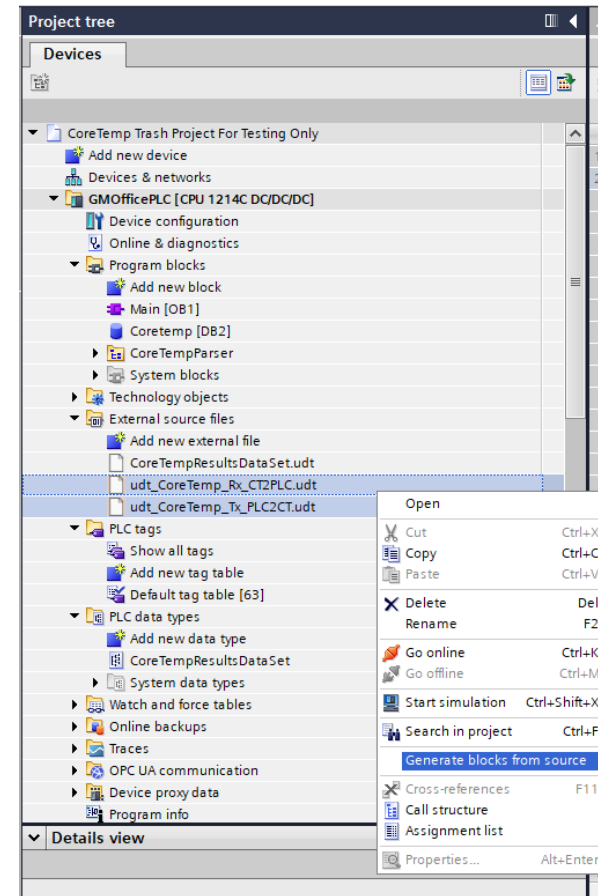 Project tree
Devices
CoreTemp Trash Project For Testing Only
Add new device
Devices & networks
GMOfficePLC [CPU 1214C DC/DC/DC]
Device configuration
Online & diagnostics
Program blocks
Add new block
Main [OB1]
Coretemp [DB2]
CoreTempParser
System blocks
Technology objects
External source files
Add new external file
CoreTempResultsDataSet.udt
udt_CoreTemp_Rx_CT2PLC.udt
udt_CoreTemp_Tx_PLC2CT.udt
PLC tags
Show all tags
Add new tag table
Default tag table [63]
PLC data types
Add new data type
CoreTempResultsDataSet
System data types
Watch and force tables
Online backups
Traces
OPC UA communication
Device proxy data
Program info
Details view
Open
Cut Ctrl+X
Copy Ctrl+C
Paste Ctrl+V
Delete Del
Rename F2
Go online Ctrl+K
Go offline Ctrl+M
Start simulation Ctrl+Shift+X
Search in project Ctrl+F
Generate blocks from source
Cross-references F11
Call structure
Assignment list
Properties... Alt+Enter